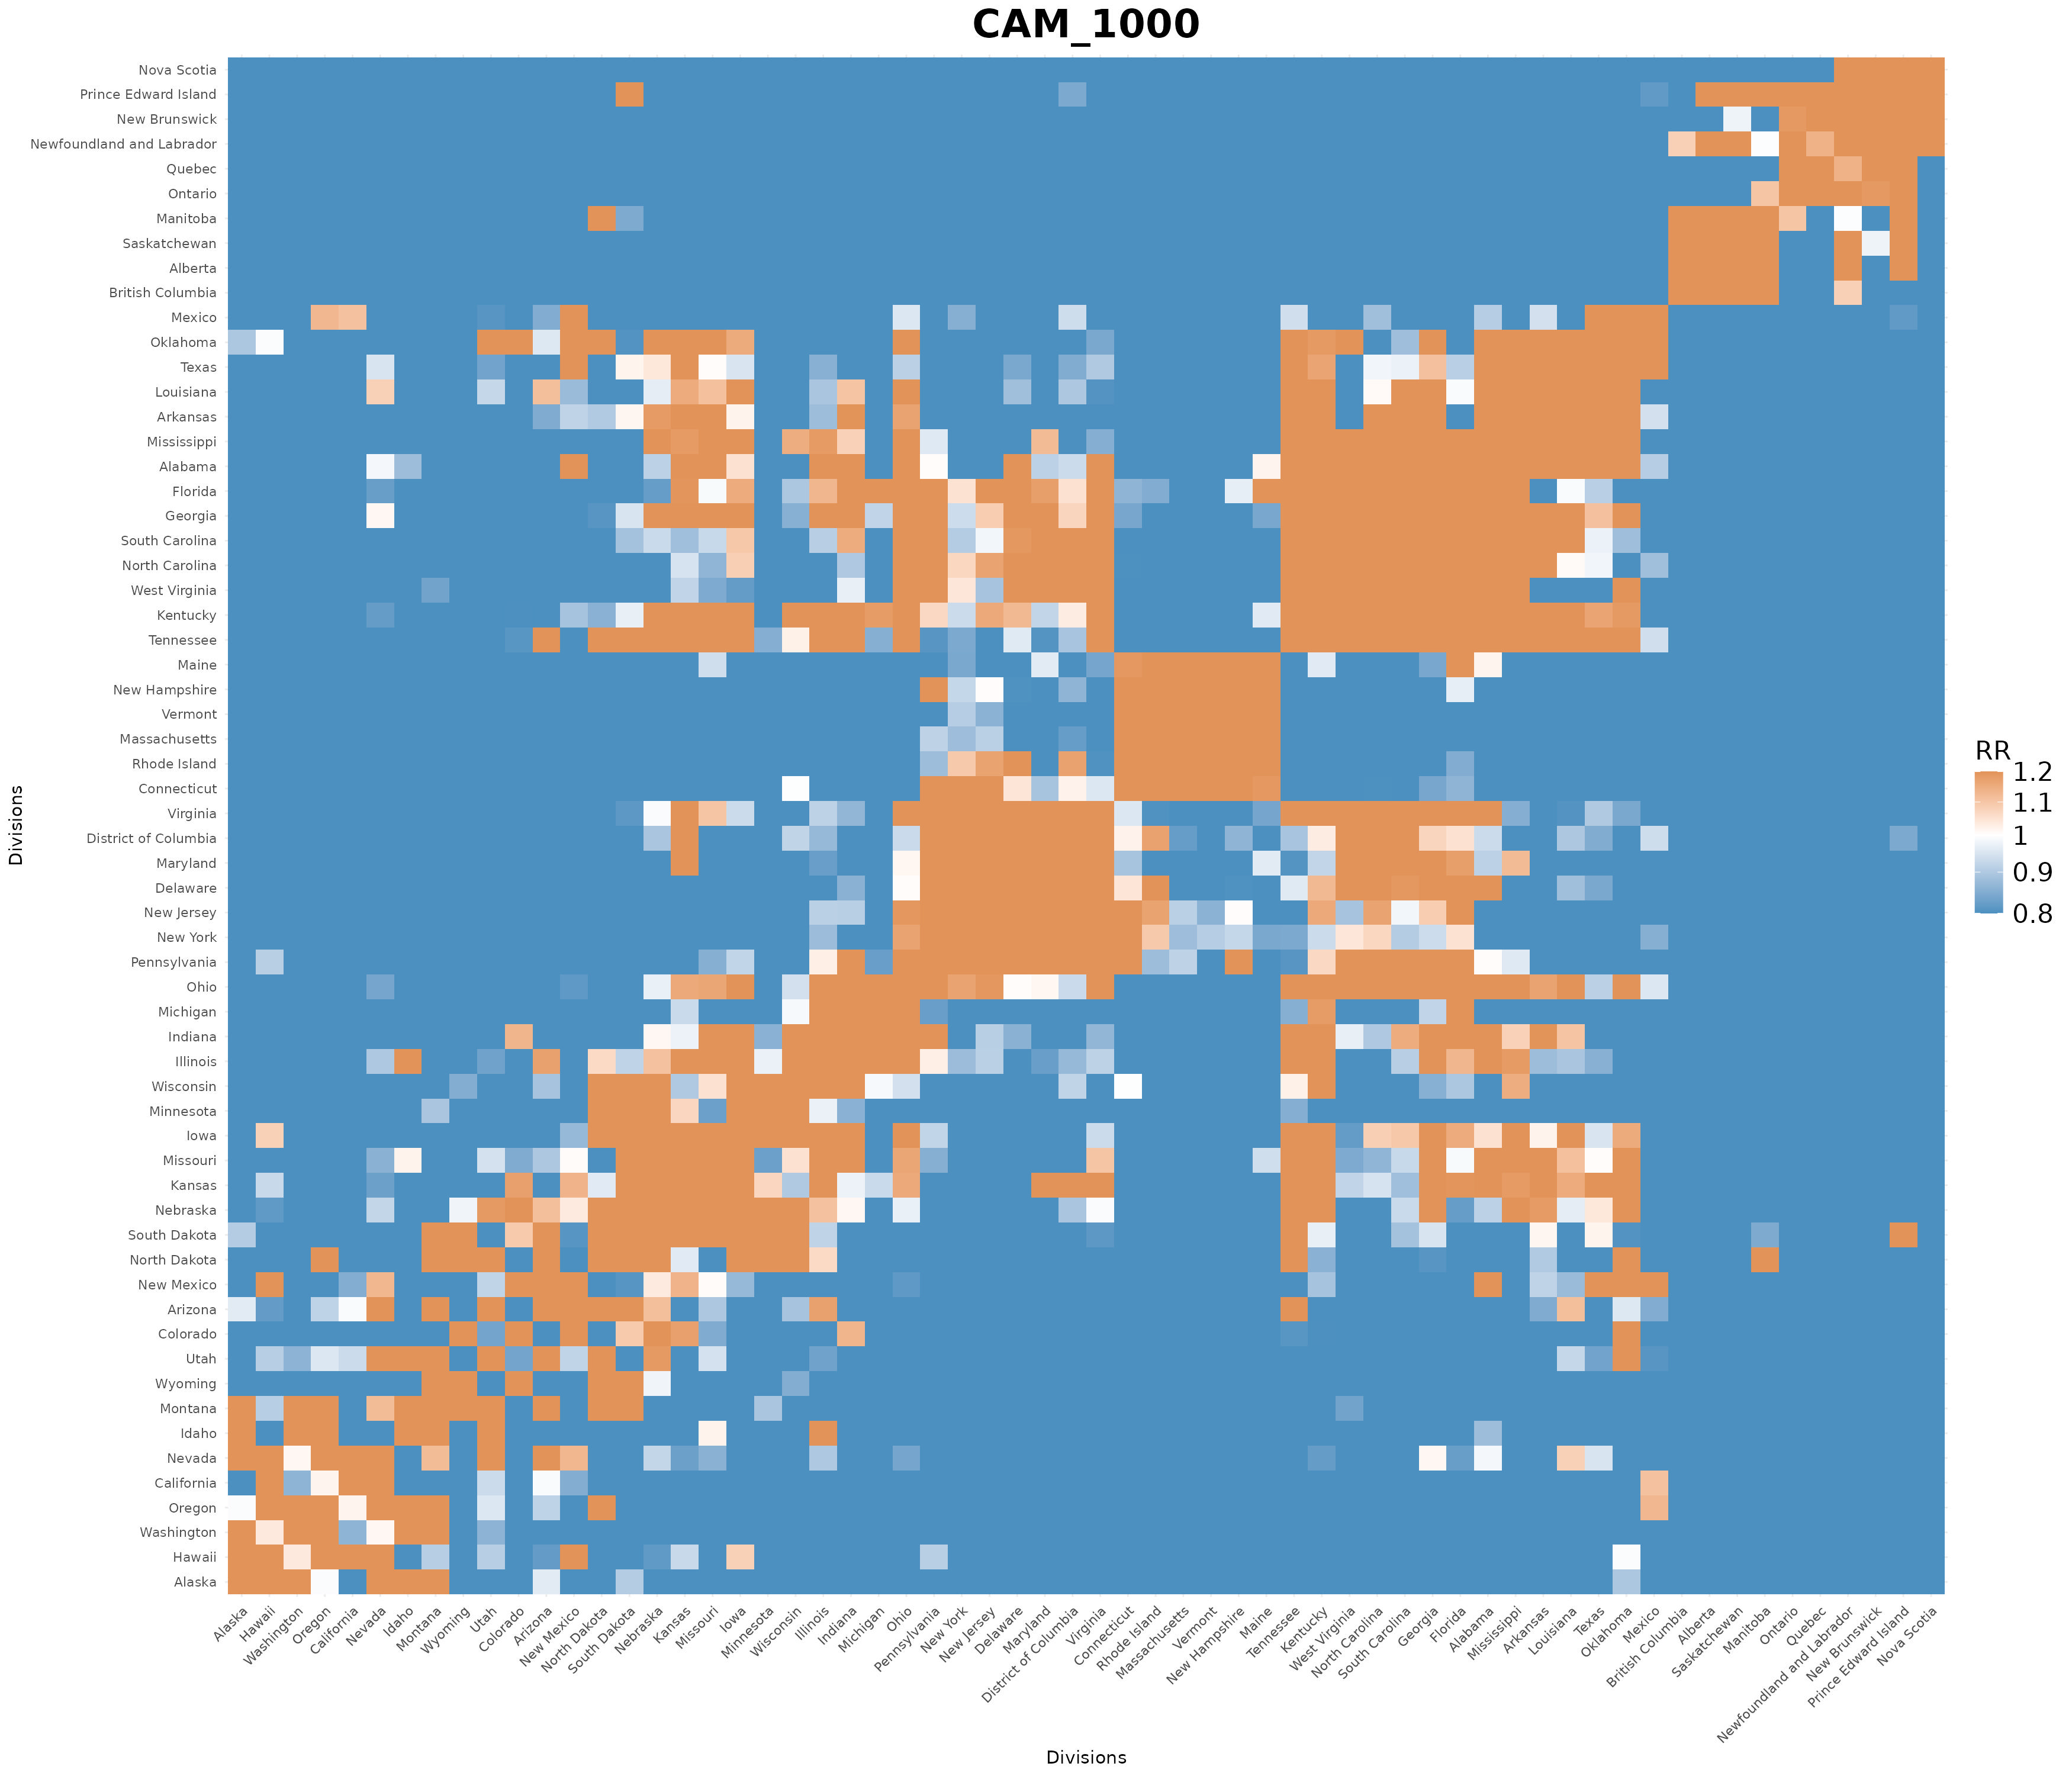 CAM_1000
Nova Scotia
Prince Edward Island
New Brunswick
Newfoundland and Labrador
Quebec
Ontario
Manitoba
Saskatchewan
Alberta
British Columbia
Mexico
Oklahoma
Texas
Louisiana
Arkansas
Mississippi
Alabama
Florida
Georgia
South Carolina
North Carolina
West Virginia
Kentucky
Tennessee
Maine
New Hampshire
Vermont
Massachusetts
Rhode Island
Connecticut
Virginia
District of Columbia
Maryland
Delaware
New Jersey
New York
Pennsylvania
Ohio
Michigan
Indiana
Illinois
Wisconsin
Minnesota
Iowa
Missouri
Kansas
Nebraska
South Dakota
North Dakota
New Mexico
Arizona
Colorado
Utah
Wyoming
Montana
Idaho
Nevada
California
Oregon
Washington
Hawaii
Alaska
Divisions
RR
1.2
1.1
1
0.9
0.8
Alaska
Hawaii
Washington
Oregon
California
Nevada
Idaho
Montana
Wyoming
Utah
Colorado
Arizona
New Mexico
North Dakota
South Dakota
Nebraska
Kansas
Missouri
Iowa
Minnesota
Wisconsin
Illinois
Indiana
Michigan
Ohio
Pennsylvania
New York
New Jersey
Delaware
Maryland
District of Columbia
Virginia
Connecticut
Rhode Island
Massachusetts
Vermont
New Hampshire
Maine
Tennessee
Kentucky
West Virginia
North Carolina
South Carolina
Georgia
Florida
Alabama
Mississippi
Arkansas
Louisiana
Texas
Oklahoma
Mexico
British Columbia
Alberta
Saskatchewan
Manitoba
Ontario
Quebec
Newfoundland and Labrador
New Brunswick
Prince Edward Island
Nova Scotia
Divisions